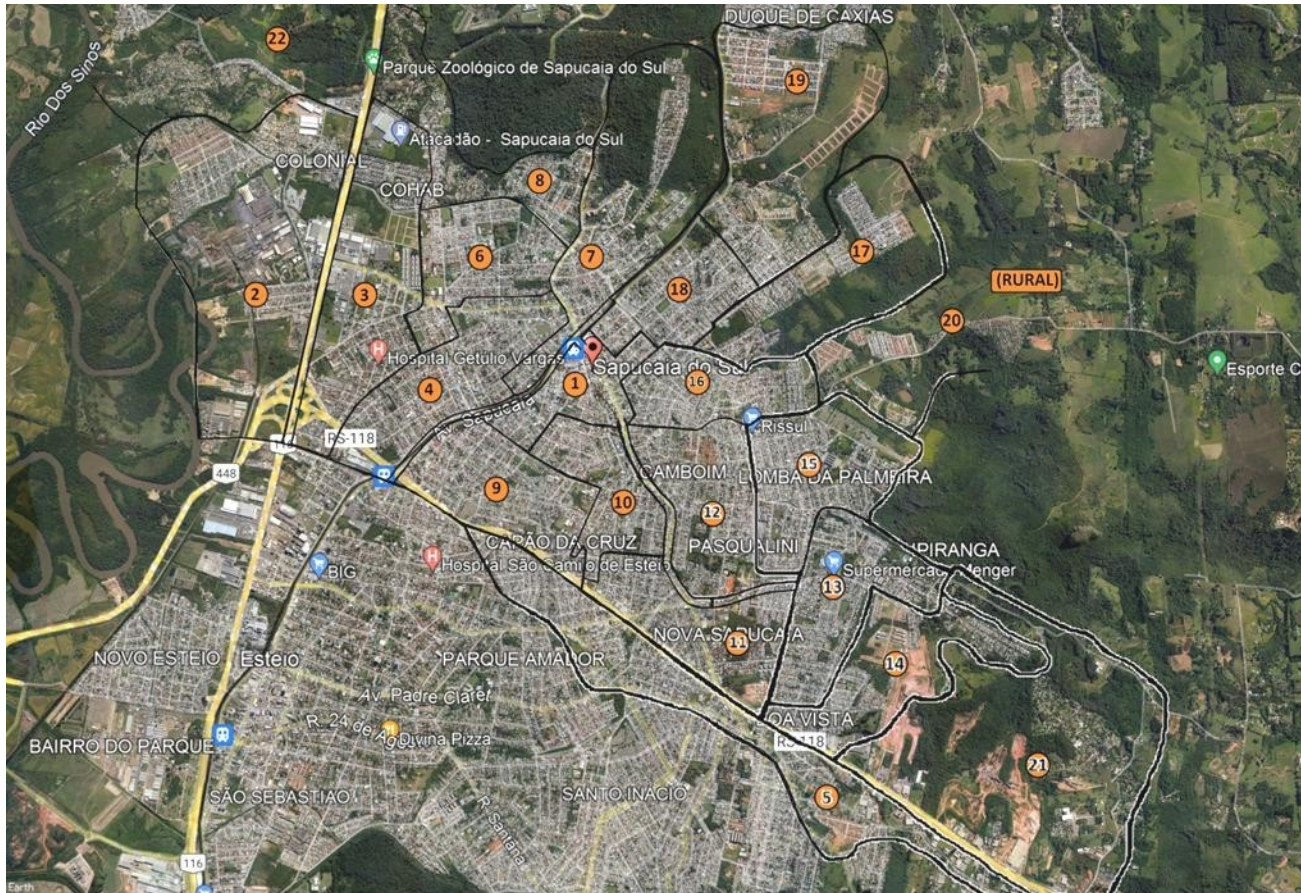 DUQUE DE CAXIAS
22
Rio Dos Sinos
Parque Zoológico de Sapucaia do Sul
19
Atacadão - Sapucaia do Sul
COLONIAL
COHAB
8
6
7
17
18
2
3
(RURAL)
20
Hospital Getúlio Vargas
Sapucaia do Sul
Esporte C
4
1
16
Av. Sapucaia
Rissul
RS-118
116
448
CAMBOIM
15
LOMBA DA PALMEIRA
9
10
12
CAPÃO DA CRUZ
PASQUALINI
IPIRANGA
Hospital São Camilo de Esteio
Supermercado Menger
BIG
13
NOVA SAPUCAIA
11
NOVO ESTEIO
Esteio
PARQUE AMADOR
14
Av. Padre Claret
OA VISTA
R. 24 de Ag
Divina Pizza
RS-118
BAIRRO DO PARQUE
21
SÃO SEBASTIÃO
SANTO INÁCIO
5
R. Santana
116
Earth